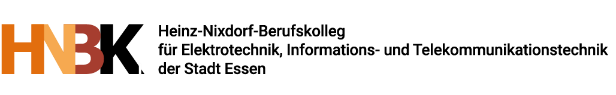 HNBK
Heinz-Nixdorf-Berufskolleg
für Elektrotechnik, Informations- und Telekommunikationstechnik
der Stadt Essen